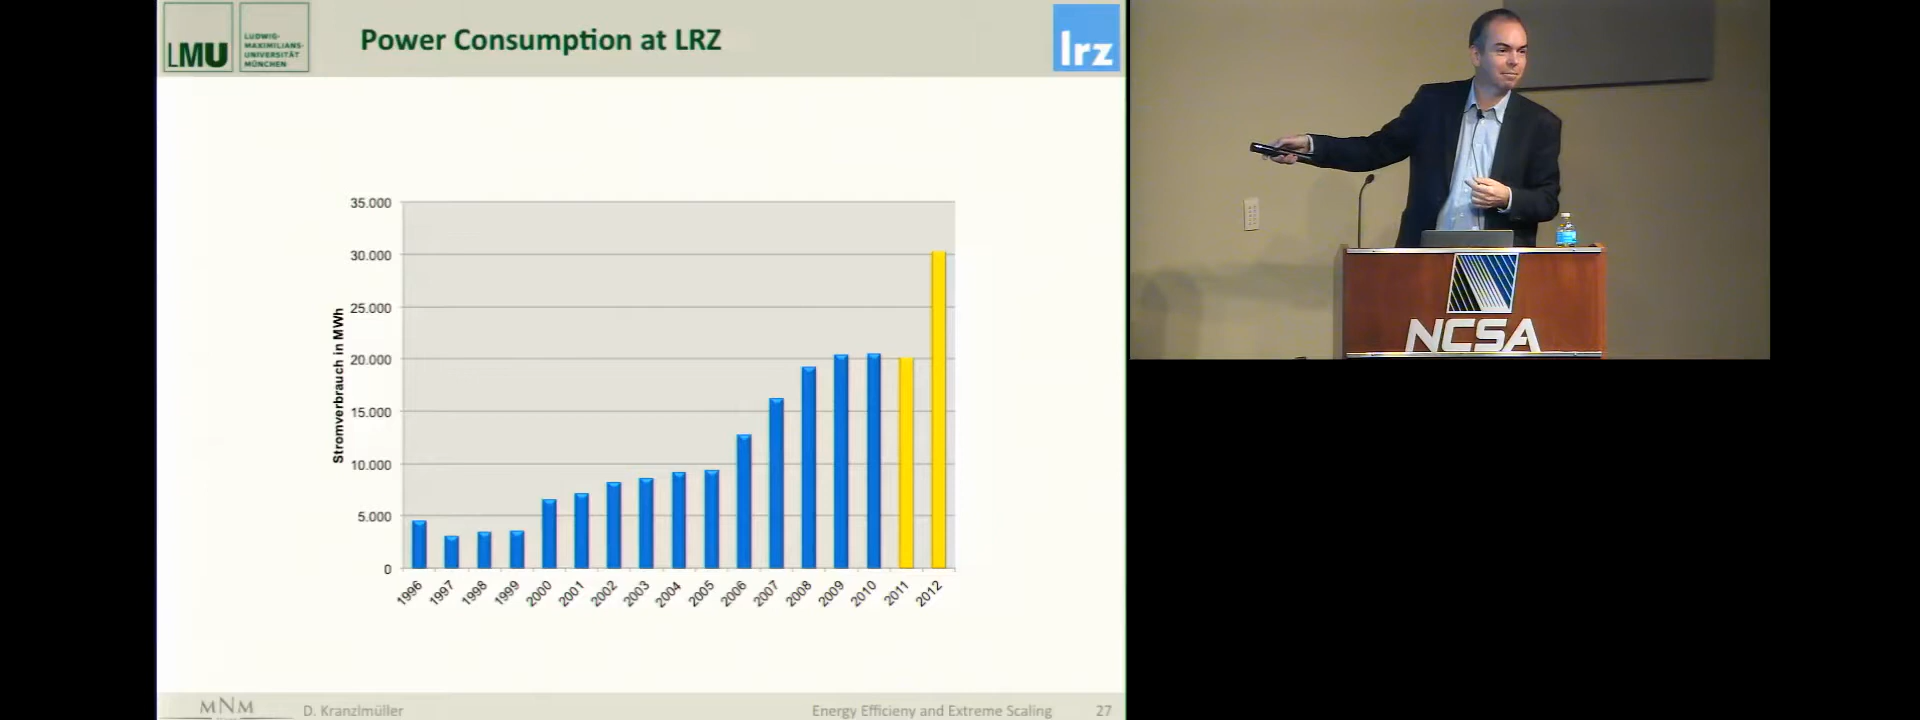 LMU
LUDWIG-
MAXIMILIANS-
UNIVERSITÄT
MÜNCHEN
Power Consumption at LRZ
lrz
Stromverbrauch in MWh
35.000
30.000
25.000
20.000
15.000
10.000
5.000
0
1996
1997
1998
1999
2000
2001
2002
2003
2004
2005
2006
2007
2008
2009
2010
2011
2012
MNM
D. Kranzlmüller
Energy Efficieny and Extreme Scaling
27
NCSA